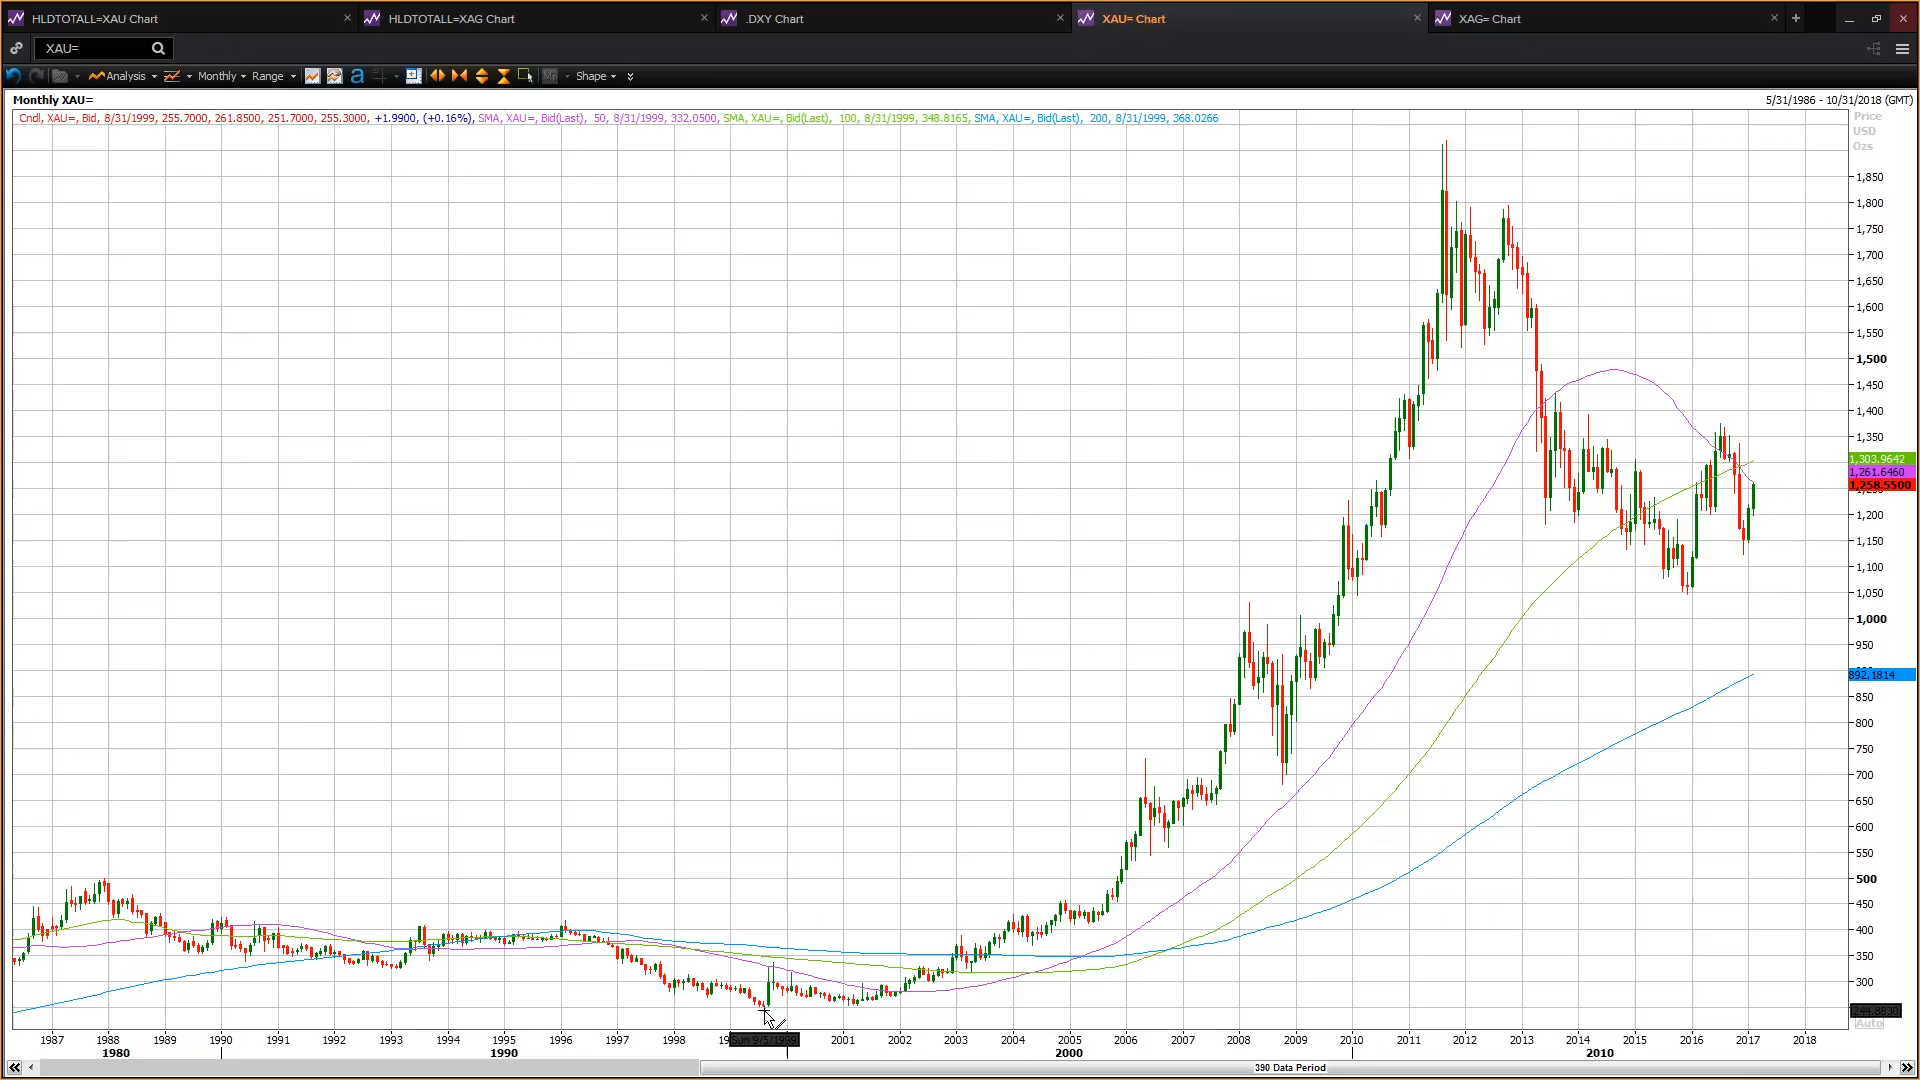 HLDTOTALL=XAU Chart HLDTOTALL=XAG Chart .DXY Chart XAU= Chart XAG= Chart
XAU=
Analysis Monthly Range a Shape
Monthly XAU= 5/31/1986 - 10/31/2018 (GMT)
Cndl, XAU=, Bid, 8/31/1999, 255.7000, 261.8500, 251.7000, 255.3000, +1.9900, (+0.16%), SMA, XAU=, Bid(Last), 50, 8/31/1999, 332.0500, SMA, XAU=, Bid(Last), 100, 8/31/1999, 348.8165, SMA, XAU=, Bid(Last), 200, 8/31/1999, 368.0266
Price
USD
Ozs
1,850
1,800
1,750
1,700
1,650
1,600
1,550
1,500
1,450
1,400
1,350
1,303.9642
1,261.6460
1,258.5500
1,200
1,150
1,100
1,050
1,000
950
892.1814
850
800
750
700
650
600
550
500
450
400
350
300
Auto
1987 1988 1989 1990 1991 1992 1993 1994 1995 1996 1997 1998 Sun 9/5/1999 2001 2002 2003 2004 2005 2006 2007 2008 2009 2010 2011 2012 2013 2014 2015 2016 2017 2018
1980 1990 2000 2010
390 Data Period